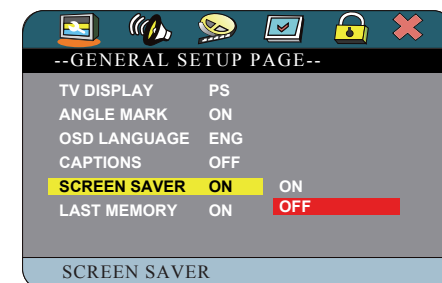 --GENERAL SETUP PAGE--
TV DISPLAY PS
ANGLE MARK ON
OSD LANGUAGE ENG
CAPTIONS OFF
SCREEN SAVER ON ON
LAST MEMORY ON OFF
SCREEN SAVER